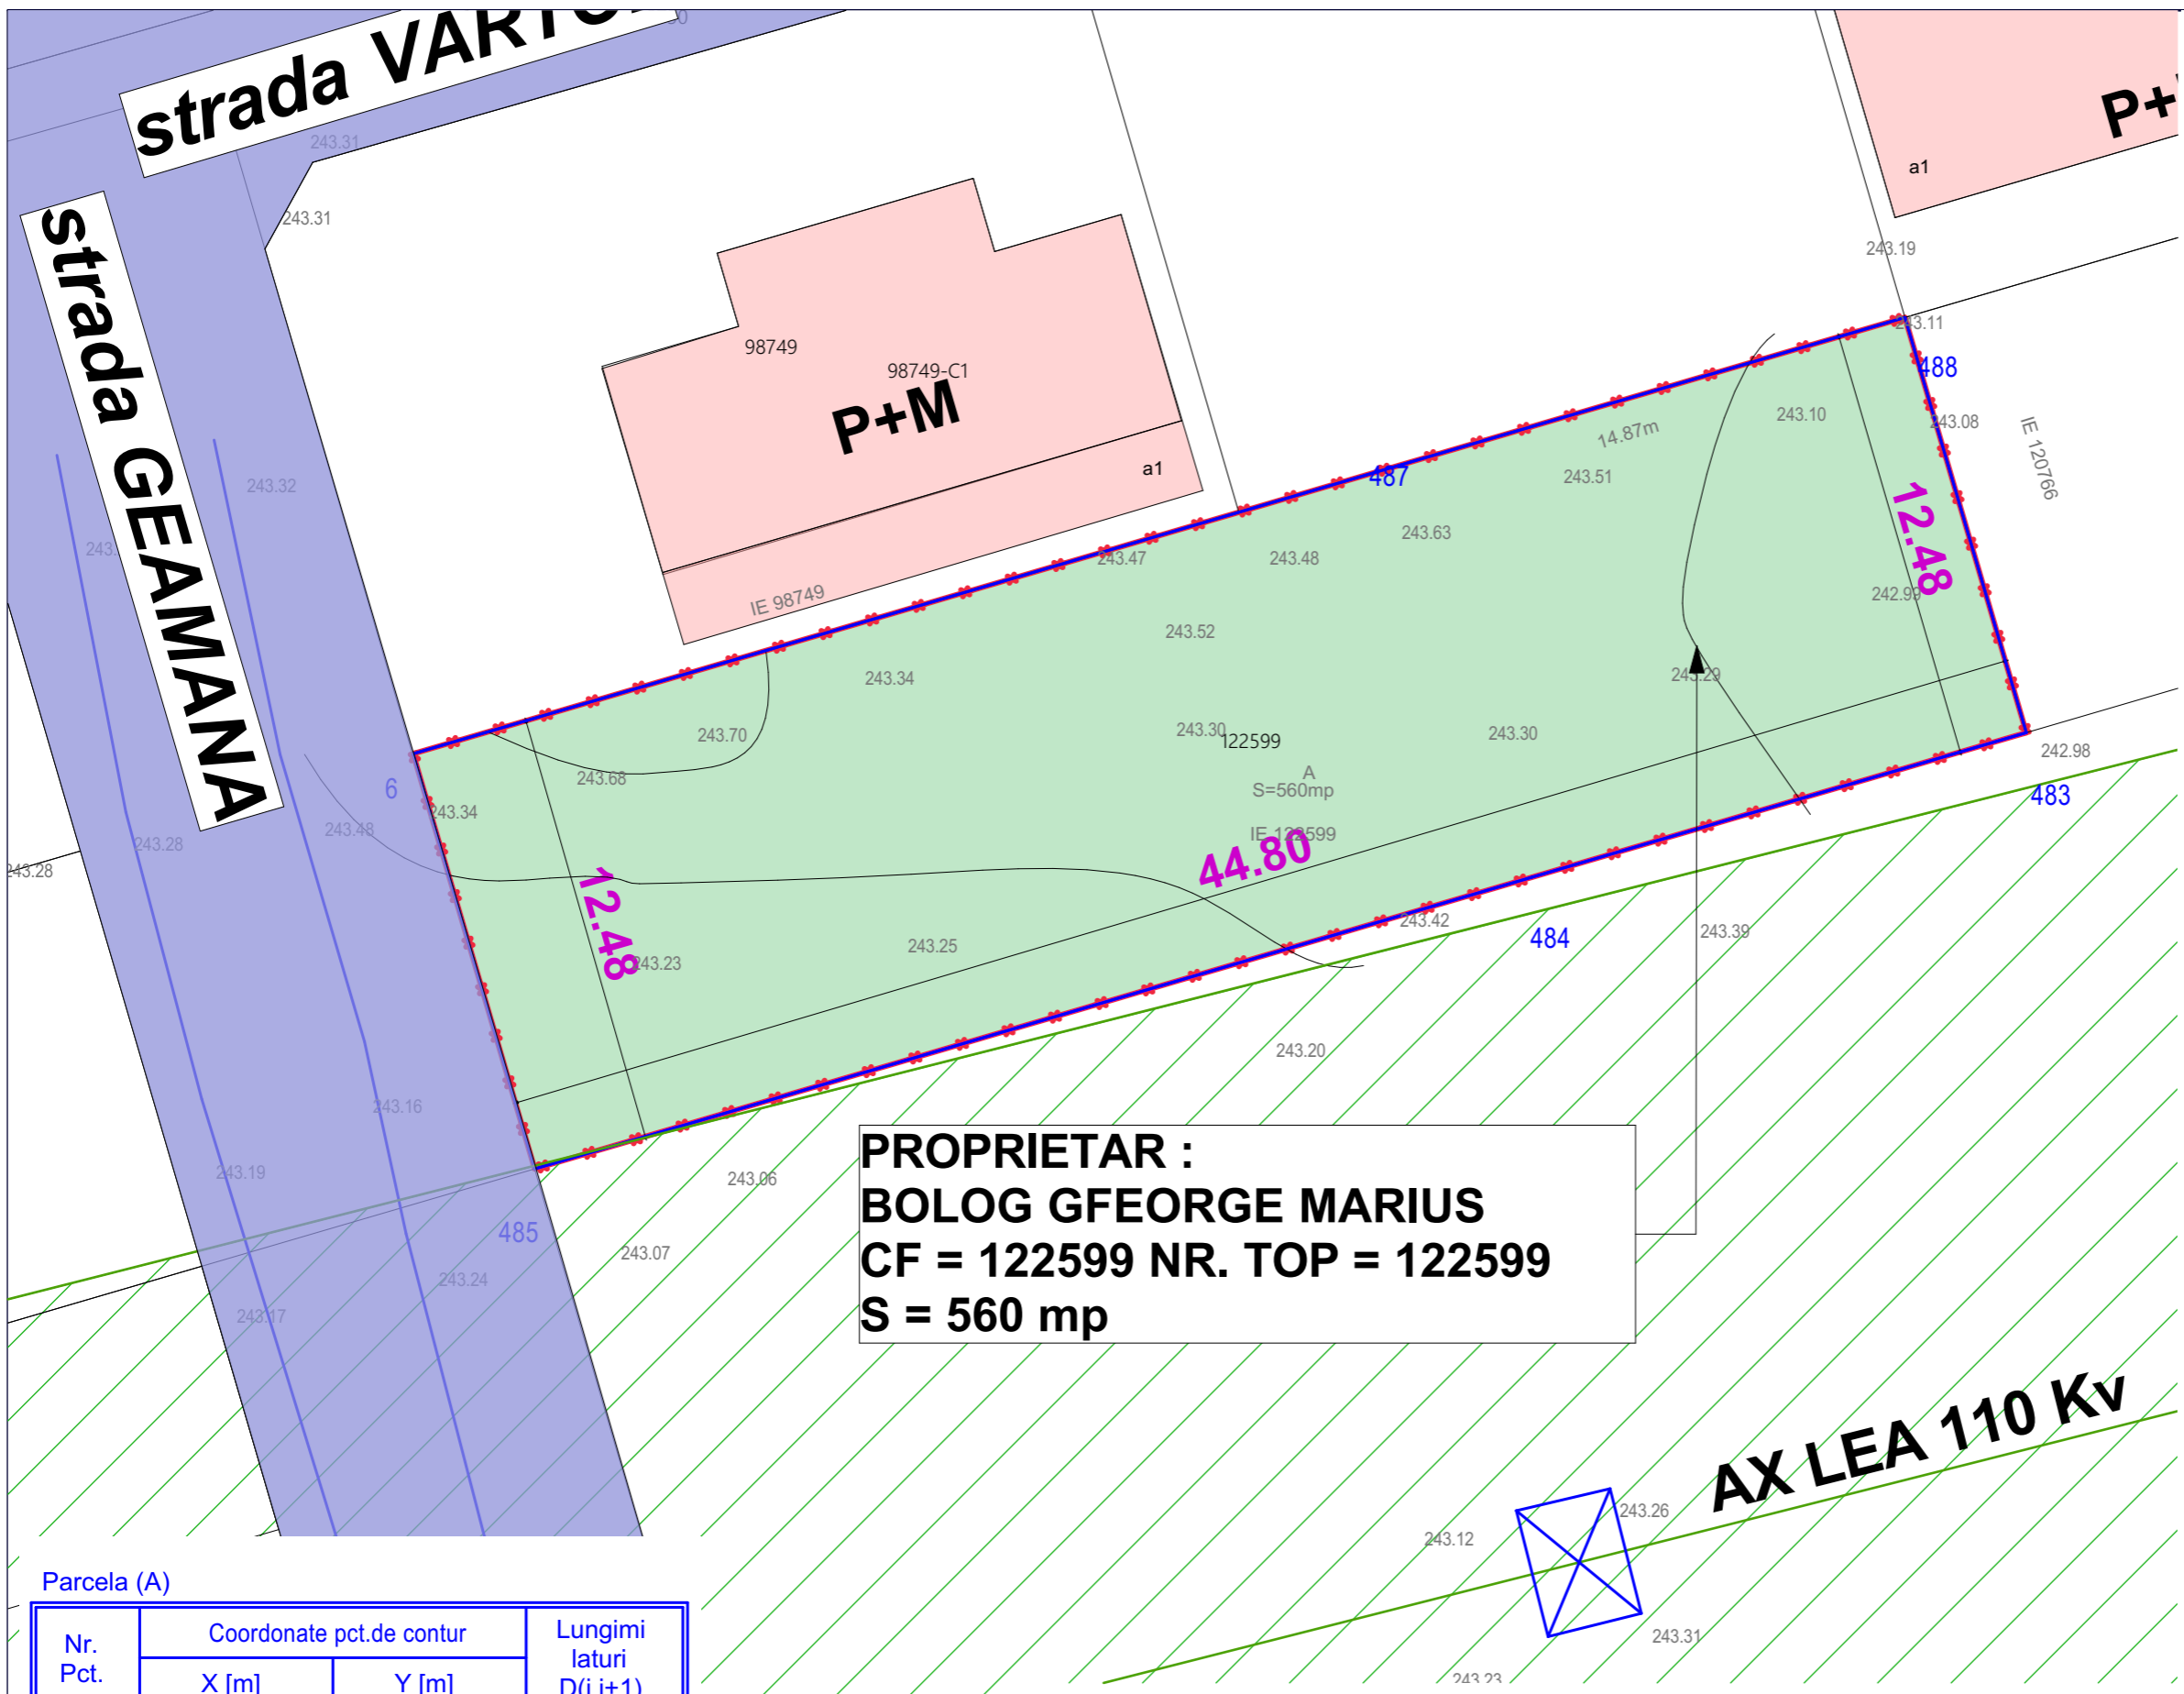 strada
strada GEAMANA
243.31
243.31
243.32
P+
a1
243.19
243.11
488
243.08
IE 120766
98749
98749-C1
P+M
a1
IE 98749
487
14.87m
243.10
243.51
243.63
243.47
243.48
12.48
243.52
243.34
243.29
243.70
243.30
122599
243.30
243.68
A
S=560mp
242.98
483
6
243.34
243.48
243.28
243.28
IE 122599
44.80
12.48
243.25
243.23
243.42
484
243.39
243.20
243.16
243.19
243.06
485
243.07
243.24
243.17
PROPRIETAR :
BOLOG GFEORGE MARIUS
CF = 122599 NR. TOP = 122599
S = 560 mp
AX LEA 110 Kv
243.26
243.12
243.31
243.23
Parcela (A)
Nr.
Pct.
Coordonate pct.de contur
X [m]
Y [m]
Lungimi
laturi
D(i,i+1)